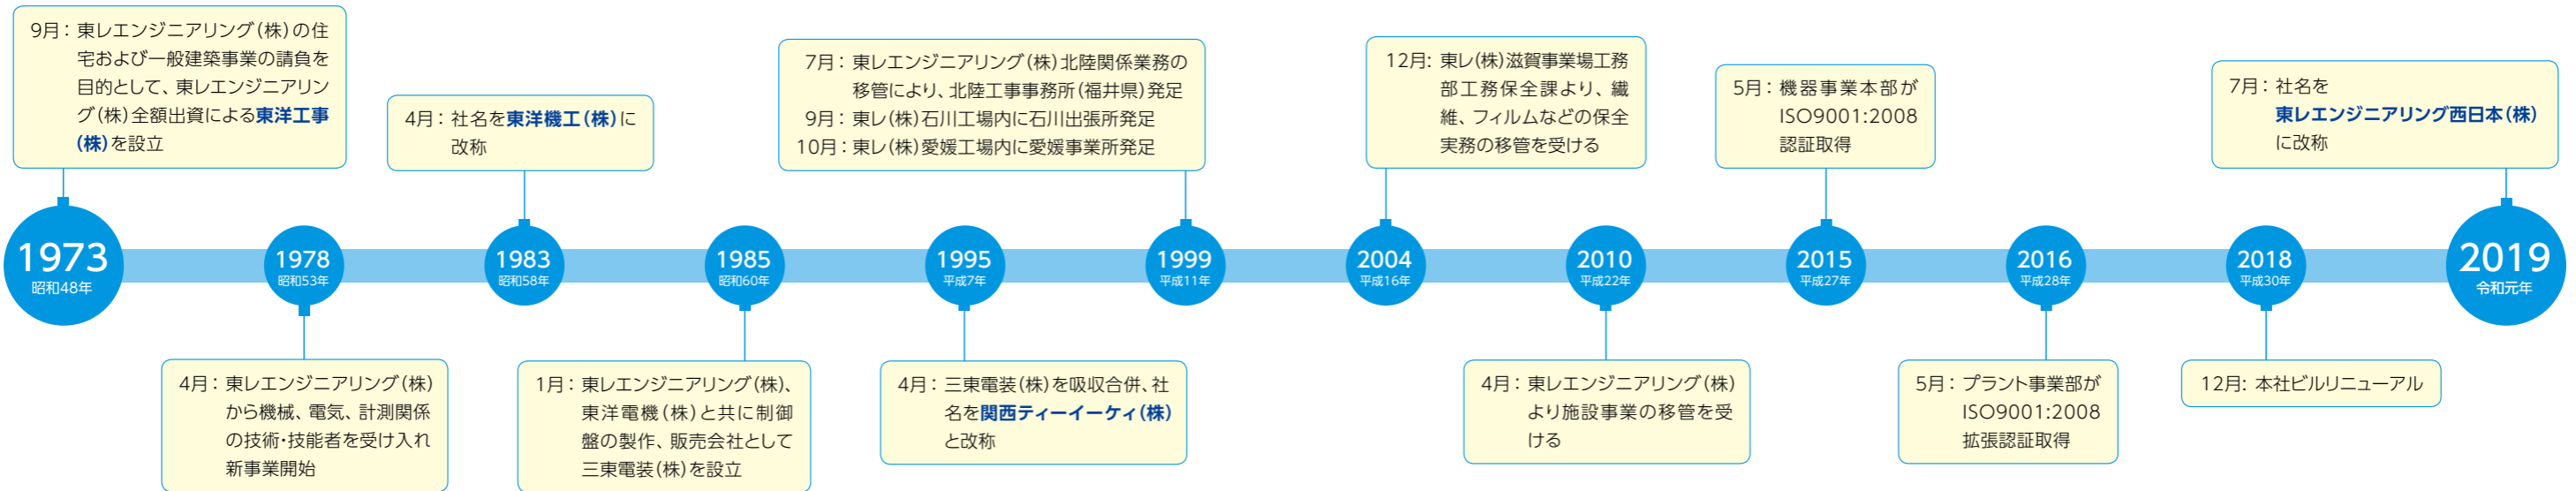 9月：東レエンジニアリング（株）の住
宅および一般建築事業の請負を
目的として、東レエンジニアリン
グ（株）全額出資による東洋工事
（株）を設立
1973
昭和48年
1978
昭和53年
4月：東レエンジニアリング（株）
から機械、電気、計測関係
の技術・技能者を受け入れ
新事業開始
4月：社名を東洋機工（株）に
改称
1983
昭和58年
1985
昭和60年
1月：東レエンジニアリング（株）、
東洋電機（株）と共に制御
盤の製作、販売会社として
三東電装（株）を設立
1995
平成7年
4月：三東電装（株）を吸収合併、社
名を関西ティーイーケィ（株）
と改称
7月：東レエンジニアリング（株）北陸関係業務の
移管により、北陸工事事務所（福井県）発足
9月：東レ（株）石川工場内に石川出張所発足
10月：東レ（株）愛媛工場内に愛媛事業所発足
1999
平成11年
12月：東レ（株）滋賀事業場工務
部工務保全課より、繊
維、フィルムなどの保全
実務の移管を受ける
2004
平成16年
2010
平成22年
4月：東レエンジニアリング（株）
より施設事業の移管を受
ける
5月：機器事業本部が
ISO9001:2008
認証取得
2015
平成27年
2016
平成28年
5月：プラント事業部が
ISO9001:2008
拡張認証取得
2018
平成30年
12月：本社ビルリニューアル
7月：社名を
東レエンジニアリング西日本（株）
に改称
2019
令和元年